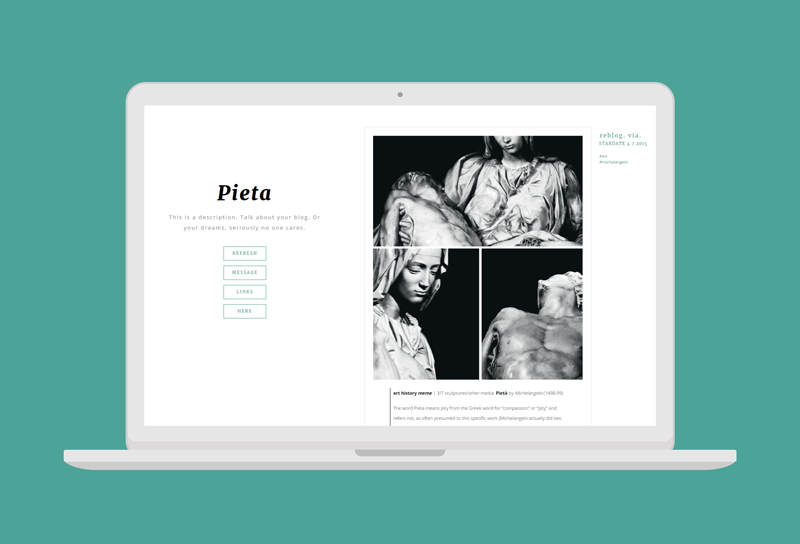 Pieta
This is a description. Talk about your blog. Or
your dreams, seriously no one cares.
REFRESH
MESSAGE
LINKS
HERE
art history meme | 3/7 sculptures/other media: Pietà by Michelangelo (1498-99)
The word Pieta means pity from the Greek word for "compassion" or "pity" and
refers not, as often presumed to this specific work (Michelangelo actually did two
reblog. via.
STARDATE 4.7.2015
#art
#michelangelo